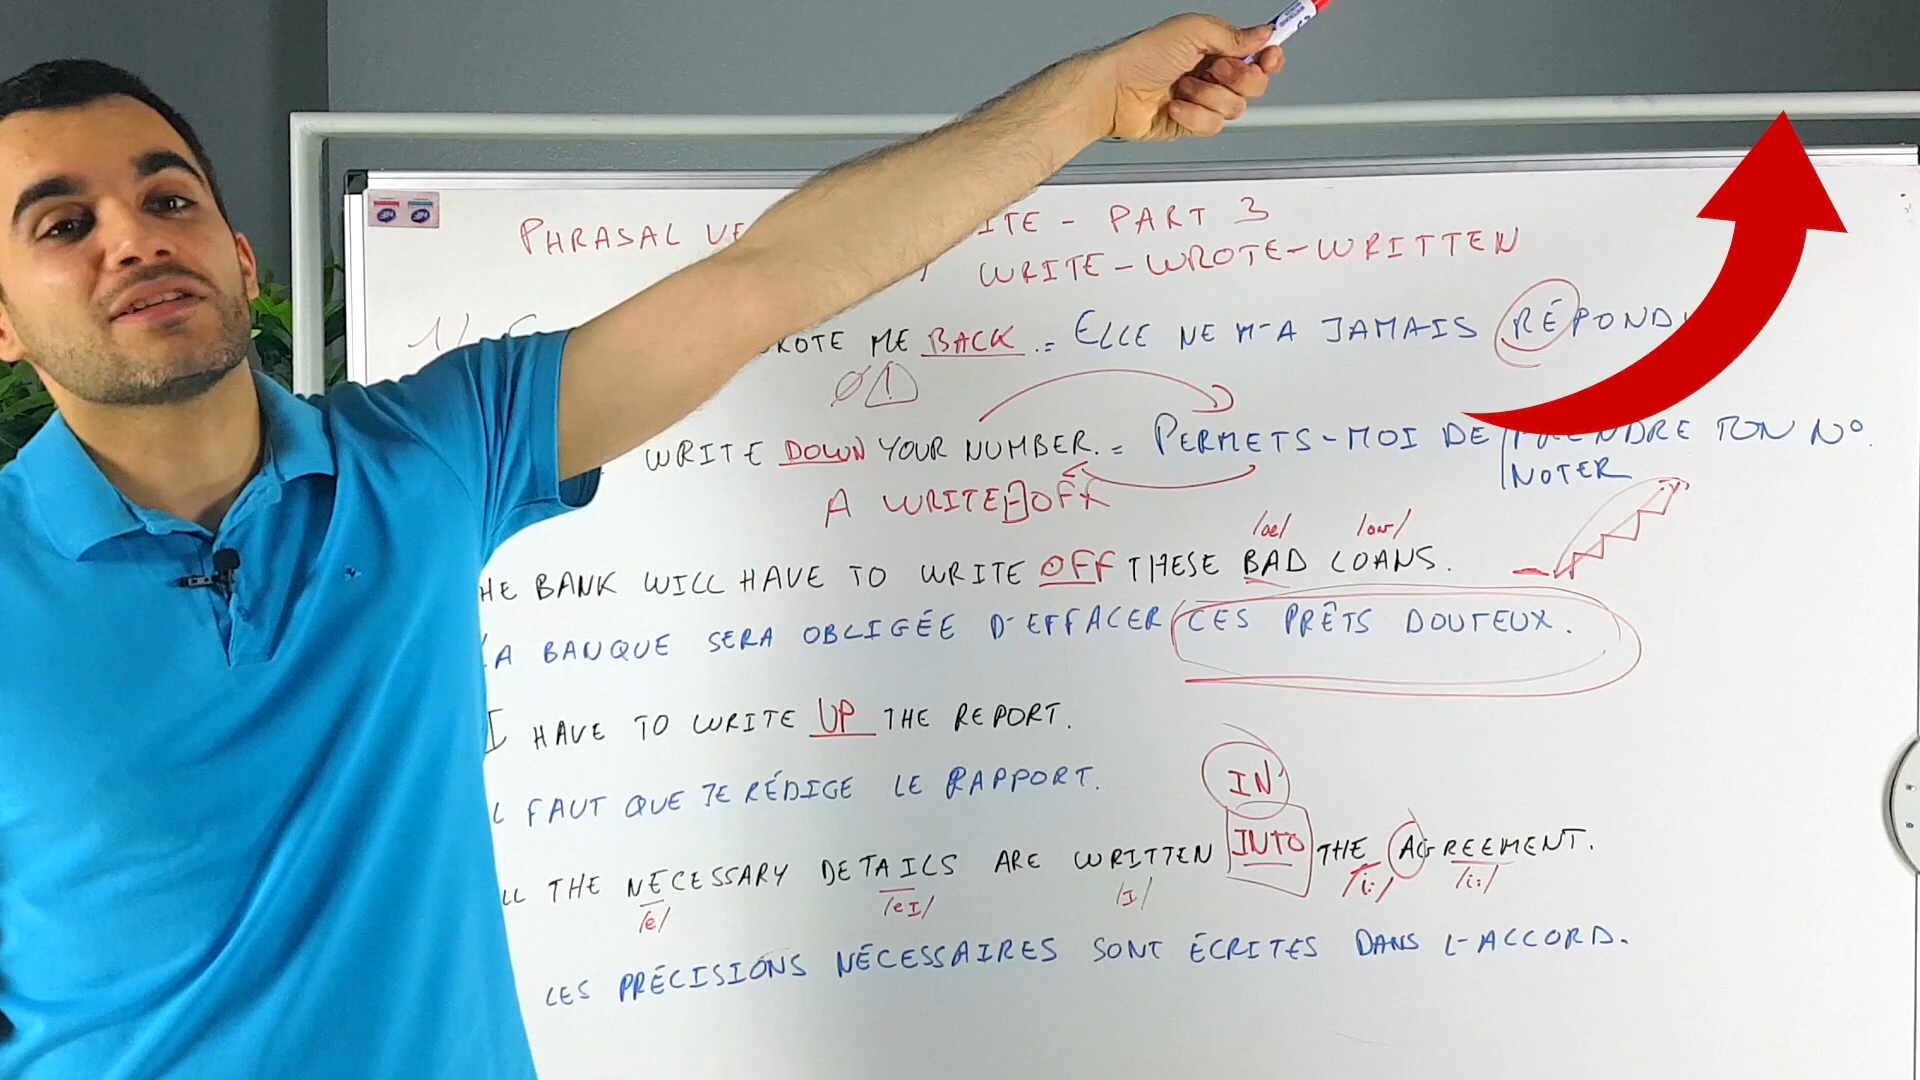 PHRASAL VE ITE - PART 3
WRITE - WROTE - WRITTEN
1/ S ROTE ME BACK. = ELLE NE M'A JAMAIS RÉPOND
Ø !
WRITE DOWN YOUR NUMBER. = PERMETS-MOI DE NDRE TON N°.
NOTER
A WRITE-OFF
/æ/ /əʊ/
HE BANK WILL HAVE TO WRITE OFF THESE BAD LOANS.
A BANQUE SERA OBLIGÉE D'EFFACER CES PRÊTS DOUTEUX.
I HAVE TO WRITE UP THE REPORT.
L FAUT QUE JE RÉDIGE LE RAPPORT.
IN
LL THE NECESSARY DETAILS ARE WRITTEN INTO THE AGREEMENT.
/e/ /eI/ /I/ /i:/ /i:/
LES PRÉCISIONS NÉCESSAIRES SONT ÉCRITES DANS L'ACCORD.